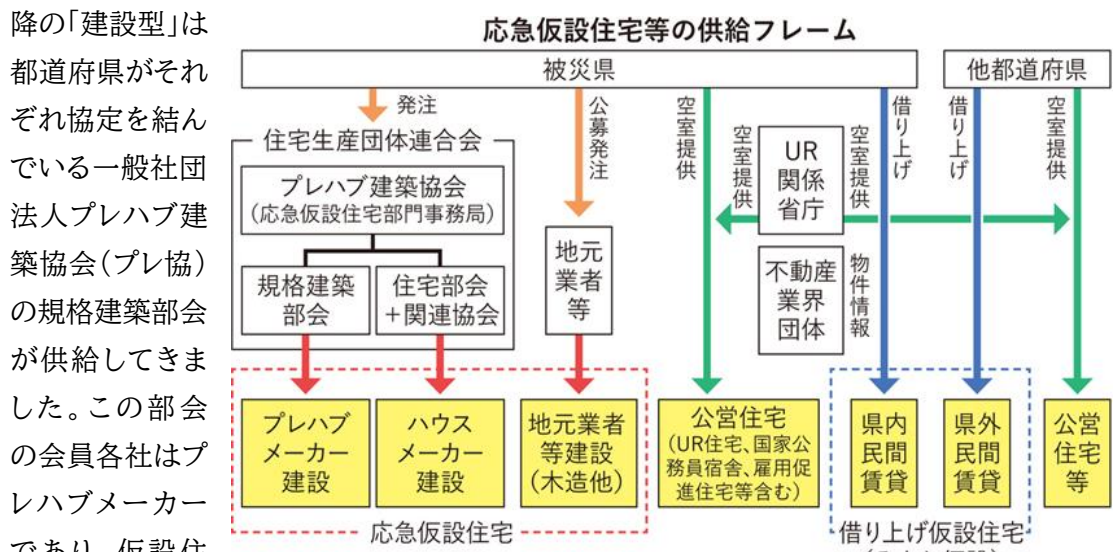 降の「建設型」は
都道府県がそれ
ぞれ協定を結ん
でいる一般社団
法人プレハブ建
築協会(プレ協)
の規格建築部会
が供給してきま
した。この部会
の会員各社はプ
レハブメーカー
であり、仮設住
応急仮設住宅等の供給フレーム
被災県
他都道府県
発注
公募発注
空室提供
空室提供
空室提供
借り上げ
借り上げ
空室提供
住宅生産団体連合会
プレハブ建築協会
(応急仮設住宅部門事務局)
規格建築
部会
住宅部会
+関連協会
地元
業者
等
UR
関係
省庁
不動産
業界
団体
物件情報
プレハブ
メーカー
建設
ハウス
メーカー
建設
地元業者
等建設
(木造他)
公営住宅
(UR住宅、国家公
務員宿舎、雇用促
進住宅等含む)
県内
民間
賃貸
県外
民間
賃貸
公営
住宅
等
応急仮設住宅
借り上げ仮設住宅